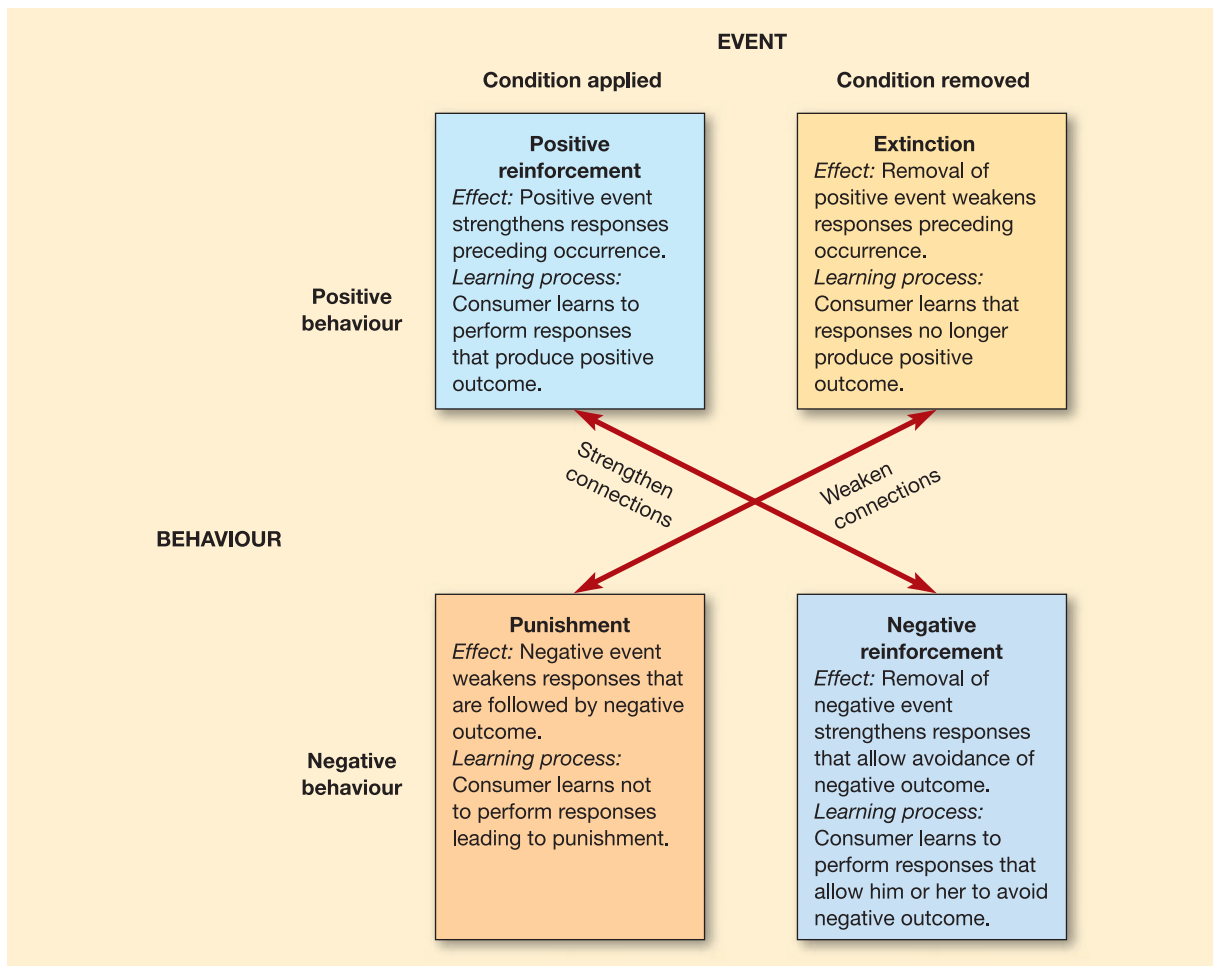 EVENT
Condition applied
Condition removed
Positive
reinforcement
Effect: Positive event
strengthens responses
preceding occurrence.
Learning process:
Consumer learns to
perform responses
that produce positive
outcome.
Extinction
Effect: Removal of
positive event weakens
responses preceding
occurrence.
Learning process:
Consumer learns that
responses no longer
produce positive
outcome.
Positive
behaviour
Strengthen
connections
Weaken
connections
BEHAVIOUR
Punishment
Effect: Negative event
weakens responses that
are followed by negative
outcome.
Learning process:
Consumer learns not
to perform responses
leading to punishment.
Negative
reinforcement
Effect: Removal of
negative event
strengthens responses
that allow avoidance of
negative outcome.
Learning process:
Consumer learns to
perform responses that
allow him or her to avoid
negative outcome.
Negative
behaviour